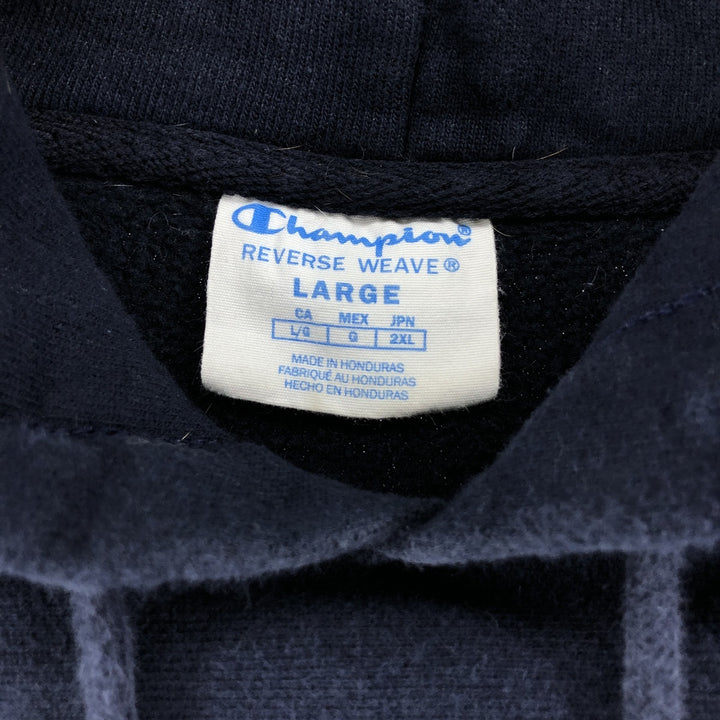 Champion®
REVERSE WEAVE®
LARGE
CA MEX JPN
L/G G 2XL
MADE IN HONDURAS
FABRIQUÉ AU HONDURAS
HECHO EN HONDURAS